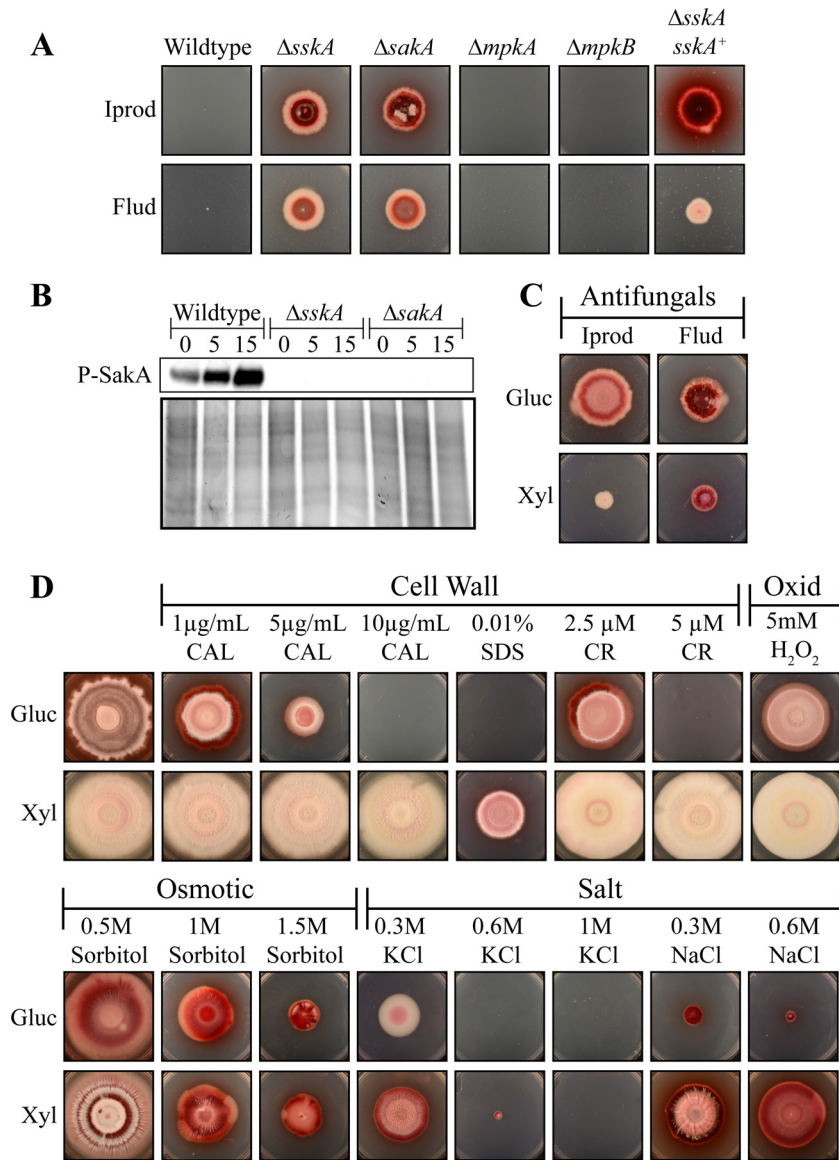 A
Wildtype ΔsskA ΔsakA ΔmpkA ΔmpkB ΔsskA
sskA⁺
Iprod
Flud
B
Wildtype ΔsskA ΔsakA
0 5 15 0 5 15 0 5 15
P-SakA
C
Antifungals
Iprod Flud
Gluc
Xyl
D
Cell Wall Oxid
1µg/mL 5µg/mL 10µg/mL 0.01% 2.5 µM 5 µM 5mM
CAL CAL CAL SDS CR CR H₂O₂
Gluc
Xyl
Osmotic Salt
0.5M 1M 1.5M 0.3M 0.6M 1M 0.3M 0.6M
Sorbitol Sorbitol Sorbitol KCl KCl KCl NaCl NaCl
Gluc
Xyl